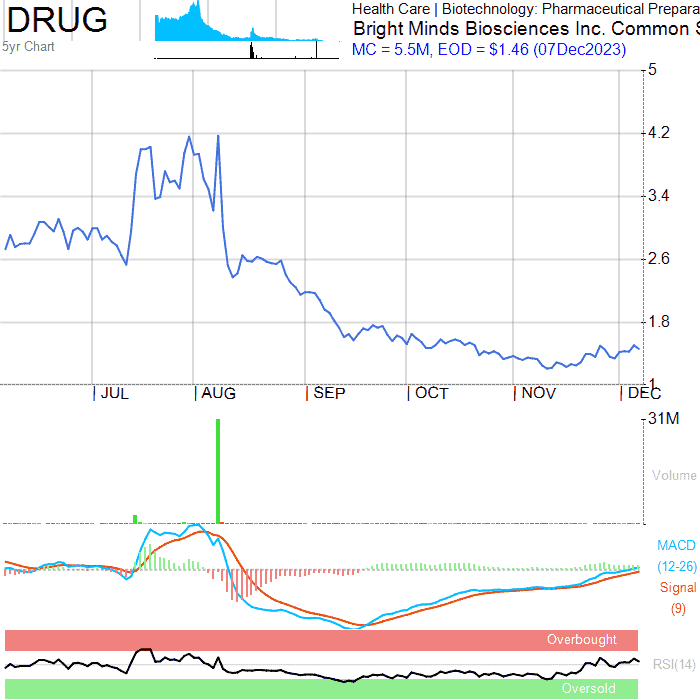 DRUG
5yr Chart
Health Care | Biotechnology: Pharmaceutical Prepara
Bright Minds Biosciences Inc. Common S
MC = 5.5M, EOD = $1.46 (07Dec2023)
5
4.2
3.4
2.6
1.8
1
JUL AUG SEP OCT NOV DEC
31M
Volume
MACD
(12-26)
Signal
(9)
Overbought
RSI(14)
Oversold